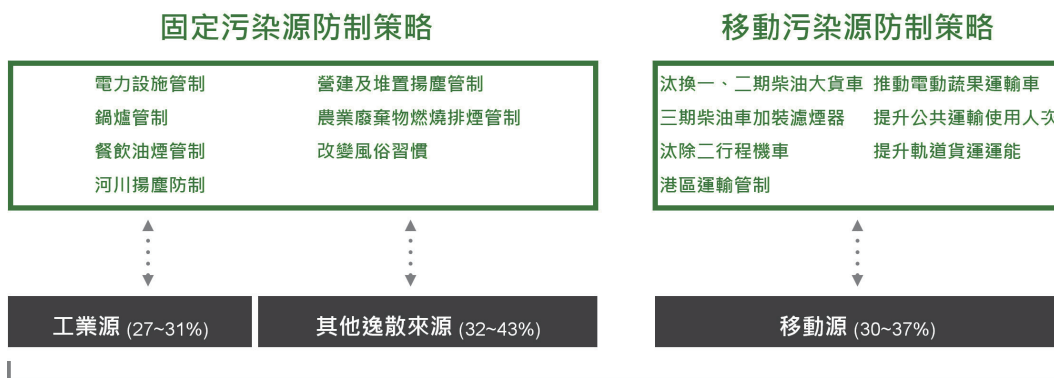 固定污染源防制策略
電力設施管制
鍋爐管制
餐飲油煙管制
河川揚塵防制
營建及堆置揚塵管制
農業廢棄物燃燒排煙管制
改變風俗習慣
工業源 (27~31%)
其他逸散來源 (32~43%)
移動污染源防制策略
汰換一、二期柴油大貨車
三期柴油車加裝濾煙器
汰除二行程機車
港區運輸管制
推動電動蔬果運輸車
提升公共運輸使用人次
提升軌道貨運運能
移動源 (30~37%)